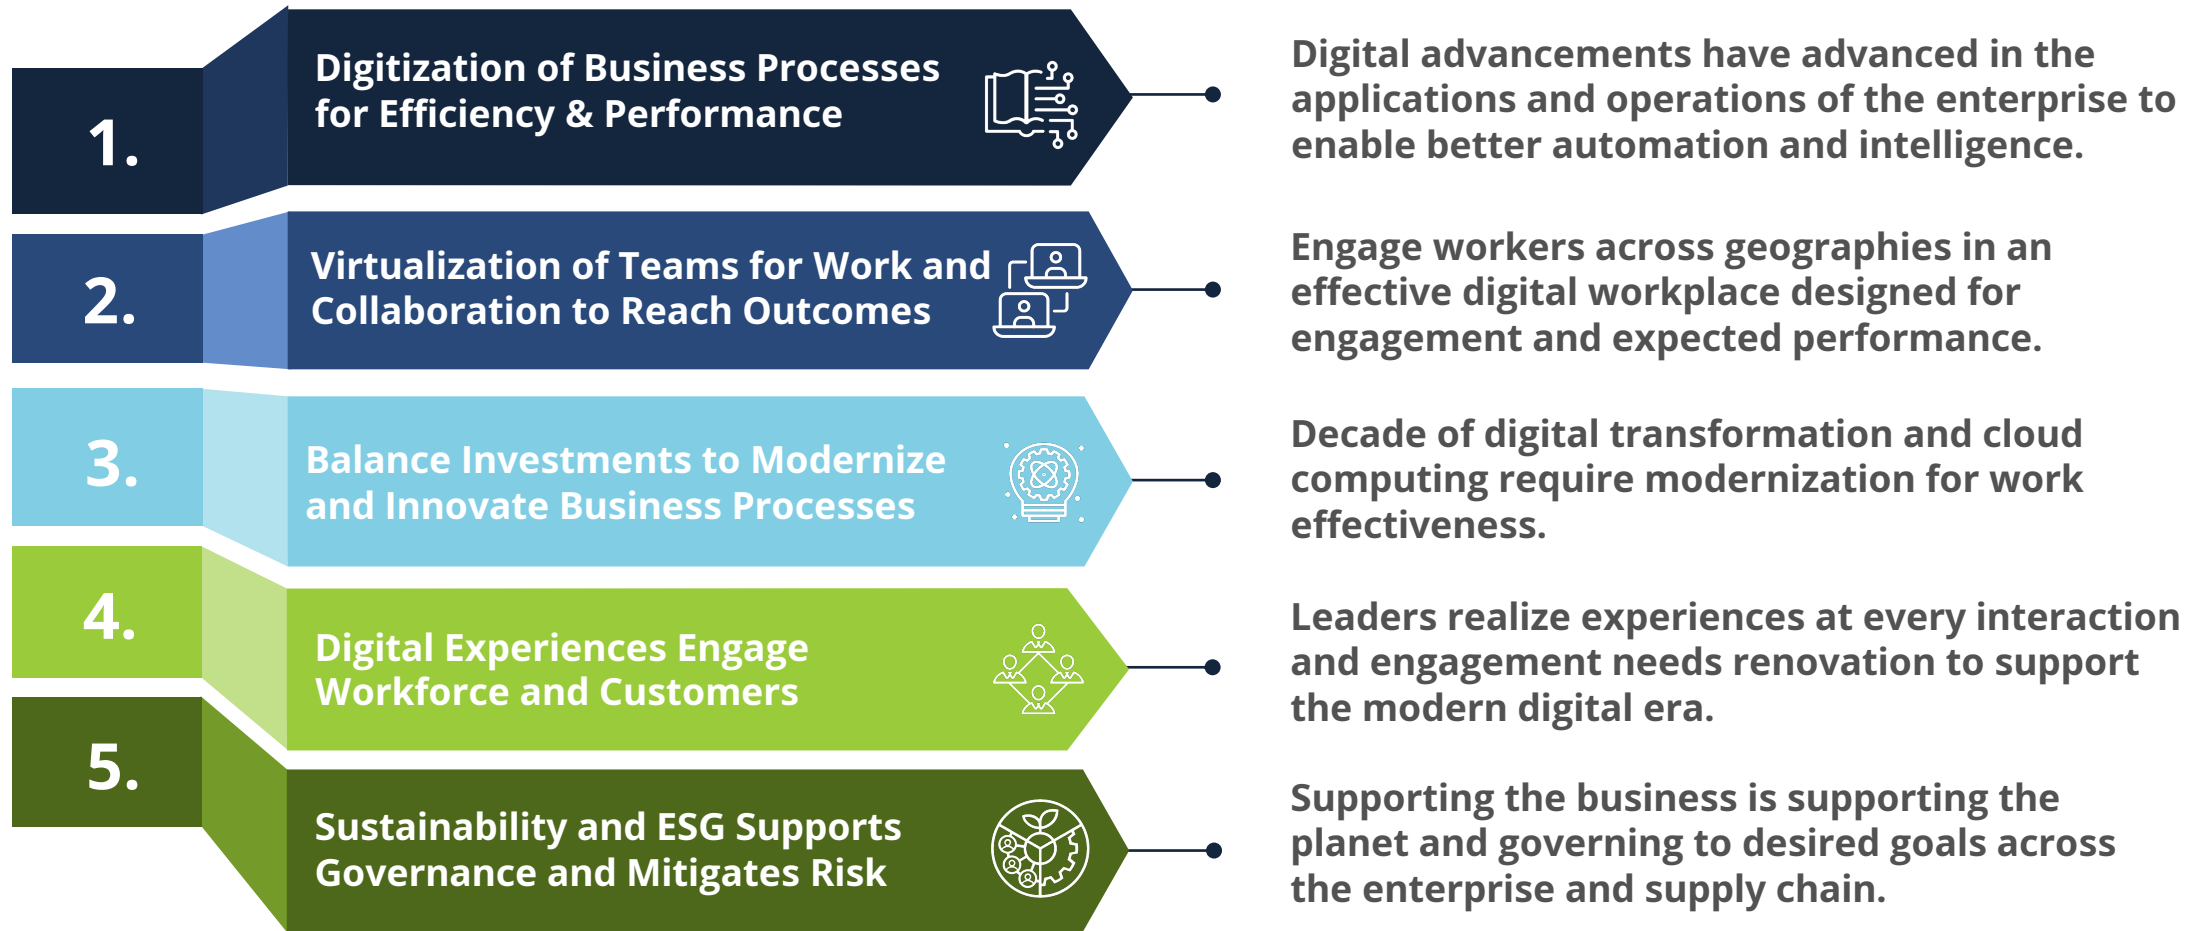 1.
Digitization of Business Processes
for Efficiency & Performance
Digital advancements have advanced in the
applications and operations of the enterprise to
enable better automation and intelligence.
2.
Virtualization of Teams for Work and
Collaboration to Reach Outcomes
Engage workers across geographies in an
effective digital workplace designed for
engagement and expected performance.
3.
Balance Investments to Modernize
and Innovate Business Processes
Decade of digital transformation and cloud
computing require modernization for work
effectiveness.
4.
Digital Experiences Engage
Workforce and Customers
Leaders realize experiences at every interaction
and engagement needs renovation to support
the modern digital era.
5.
Sustainability and ESG Supports
Governance and Mitigates Risk
Supporting the business is supporting the
planet and governing to desired goals across
the enterprise and supply chain.